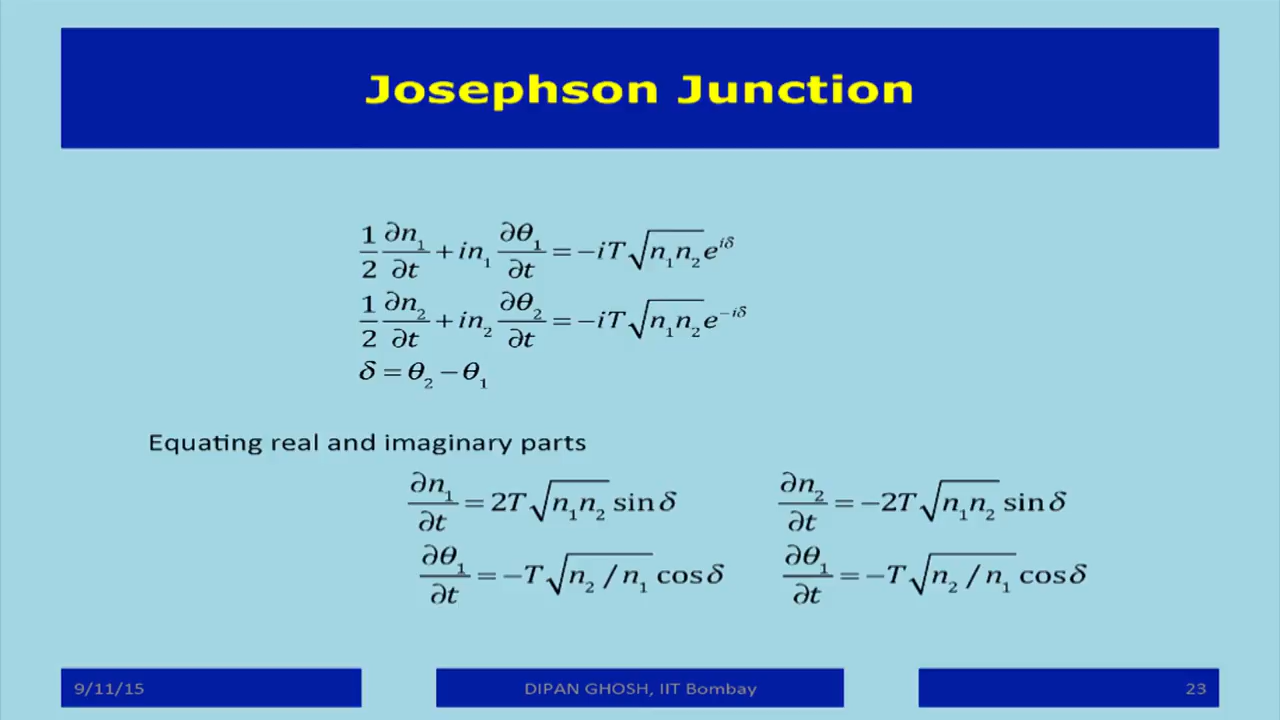 Josephson Junction
1/2 ∂n₁/∂t + in₁ ∂θ₁/∂t = −iT√(n₁n₂) e^{iδ}
1/2 ∂n₂/∂t + in₂ ∂θ₂/∂t = −iT√(n₁n₂) e^{−iδ}
δ = θ₂ − θ₁
Equating real and imaginary parts
∂n₁/∂t = 2T√(n₁n₂) sin δ    ∂n₂/∂t = −2T√(n₁n₂) sin δ
∂θ₁/∂t = −T√(n₂/n₁) cos δ    ∂θ₁/∂t = −T√(n₂/n₁) cos δ
9/11/15    DIPAN GHOSH, IIT Bombay    23